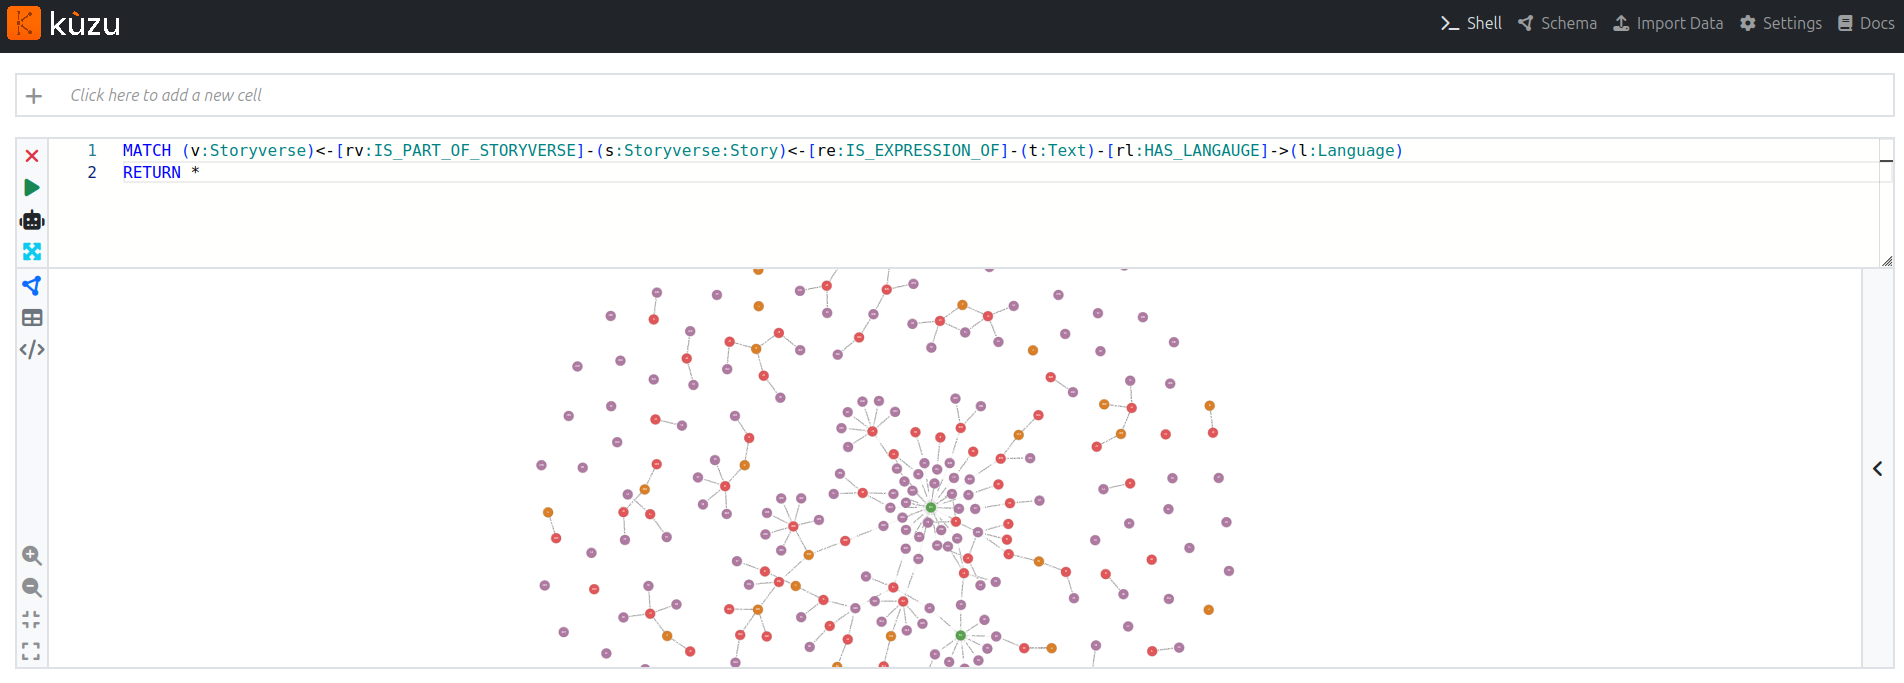 kùzu
Shell Schema Import Data Settings Docs
Click here to add a new cell
1 MATCH (v:Storyverse)<-[rv:IS_PART_OF_STORYVERSE]-(s:Storyverse:Story)<-[re:IS_EXPRESSION_OF]-(t:Text)-[rl:HAS_LANGAUGE]->(l:Language)
2 RETURN *